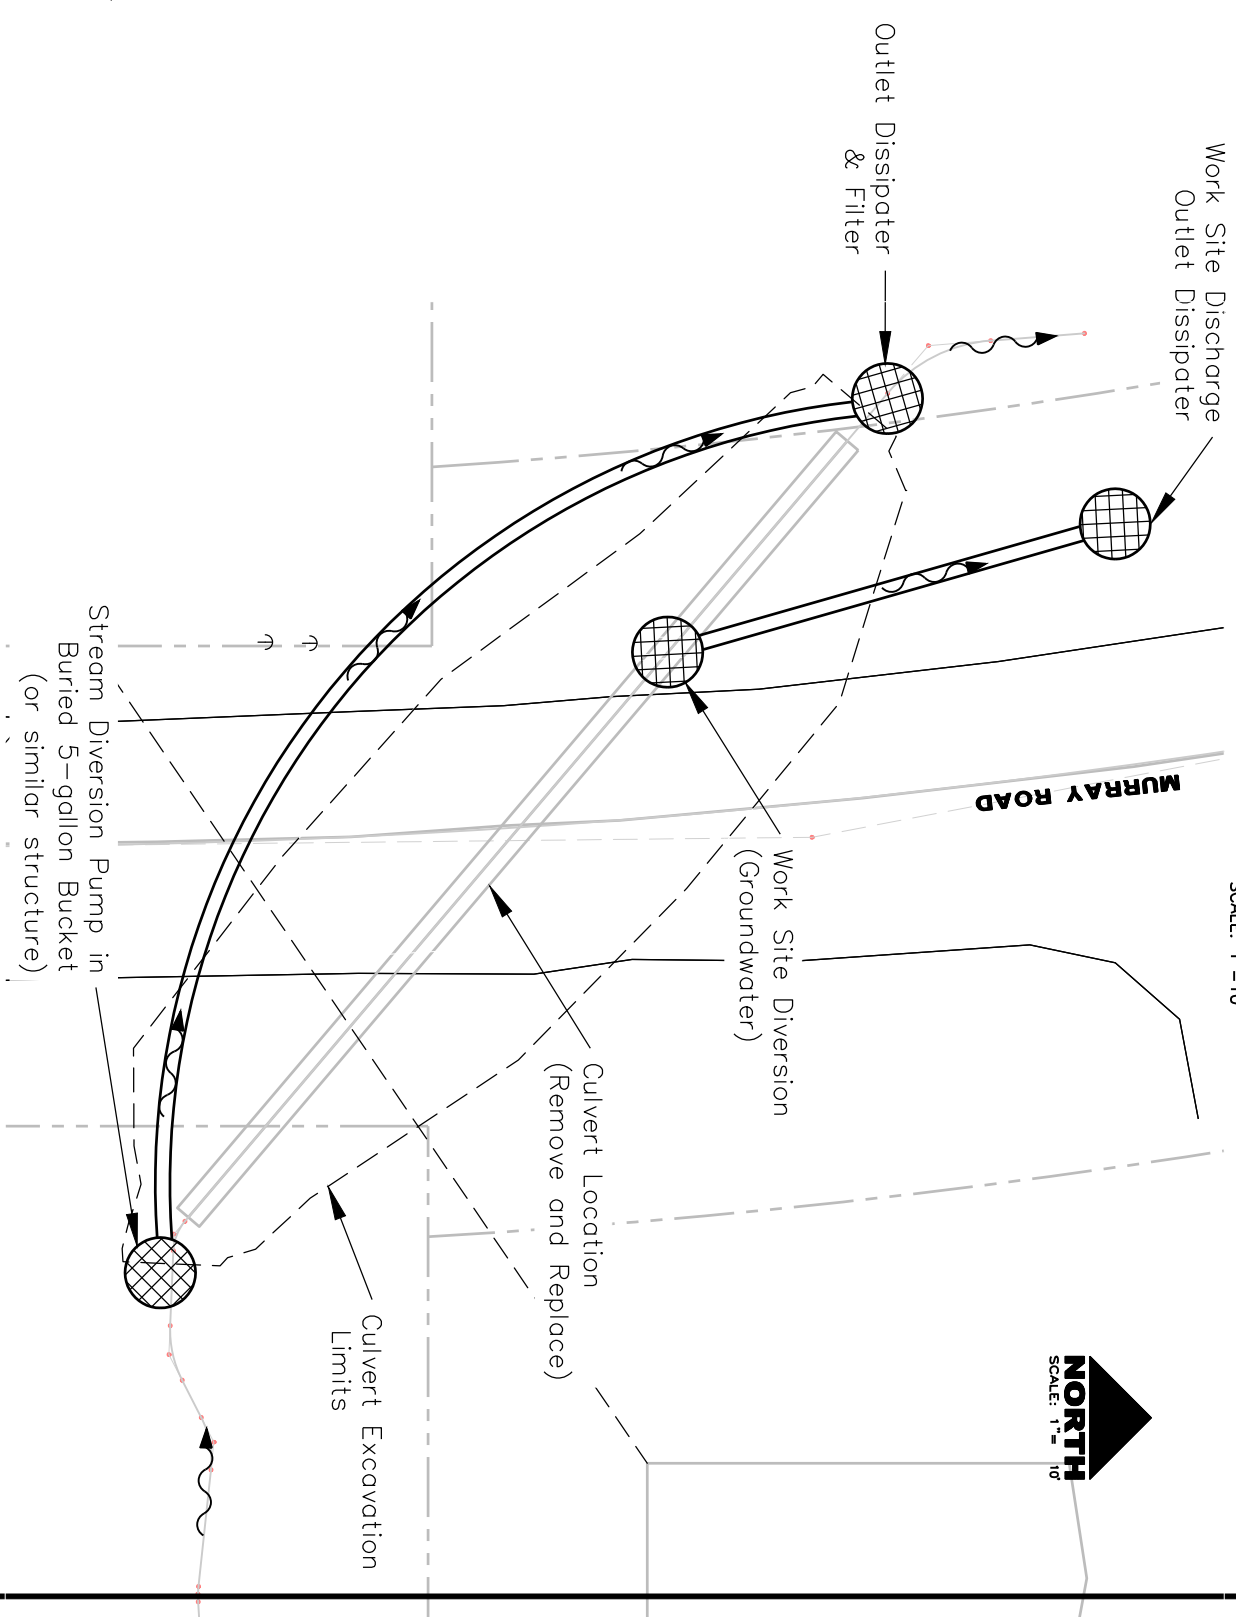 Work Site Discharge
Outlet Dissipater
Outlet Dissipater
& Filter
MURRAY ROAD
Work Site Diversion
(Groundwater)
Culvert Location
(Remove and Replace)
Stream Diversion Pump in
Buried 5-gallon Bucket
(or similar structure)
Culvert Excavation
Limits
NORTH
SCALE: 1"= 10'